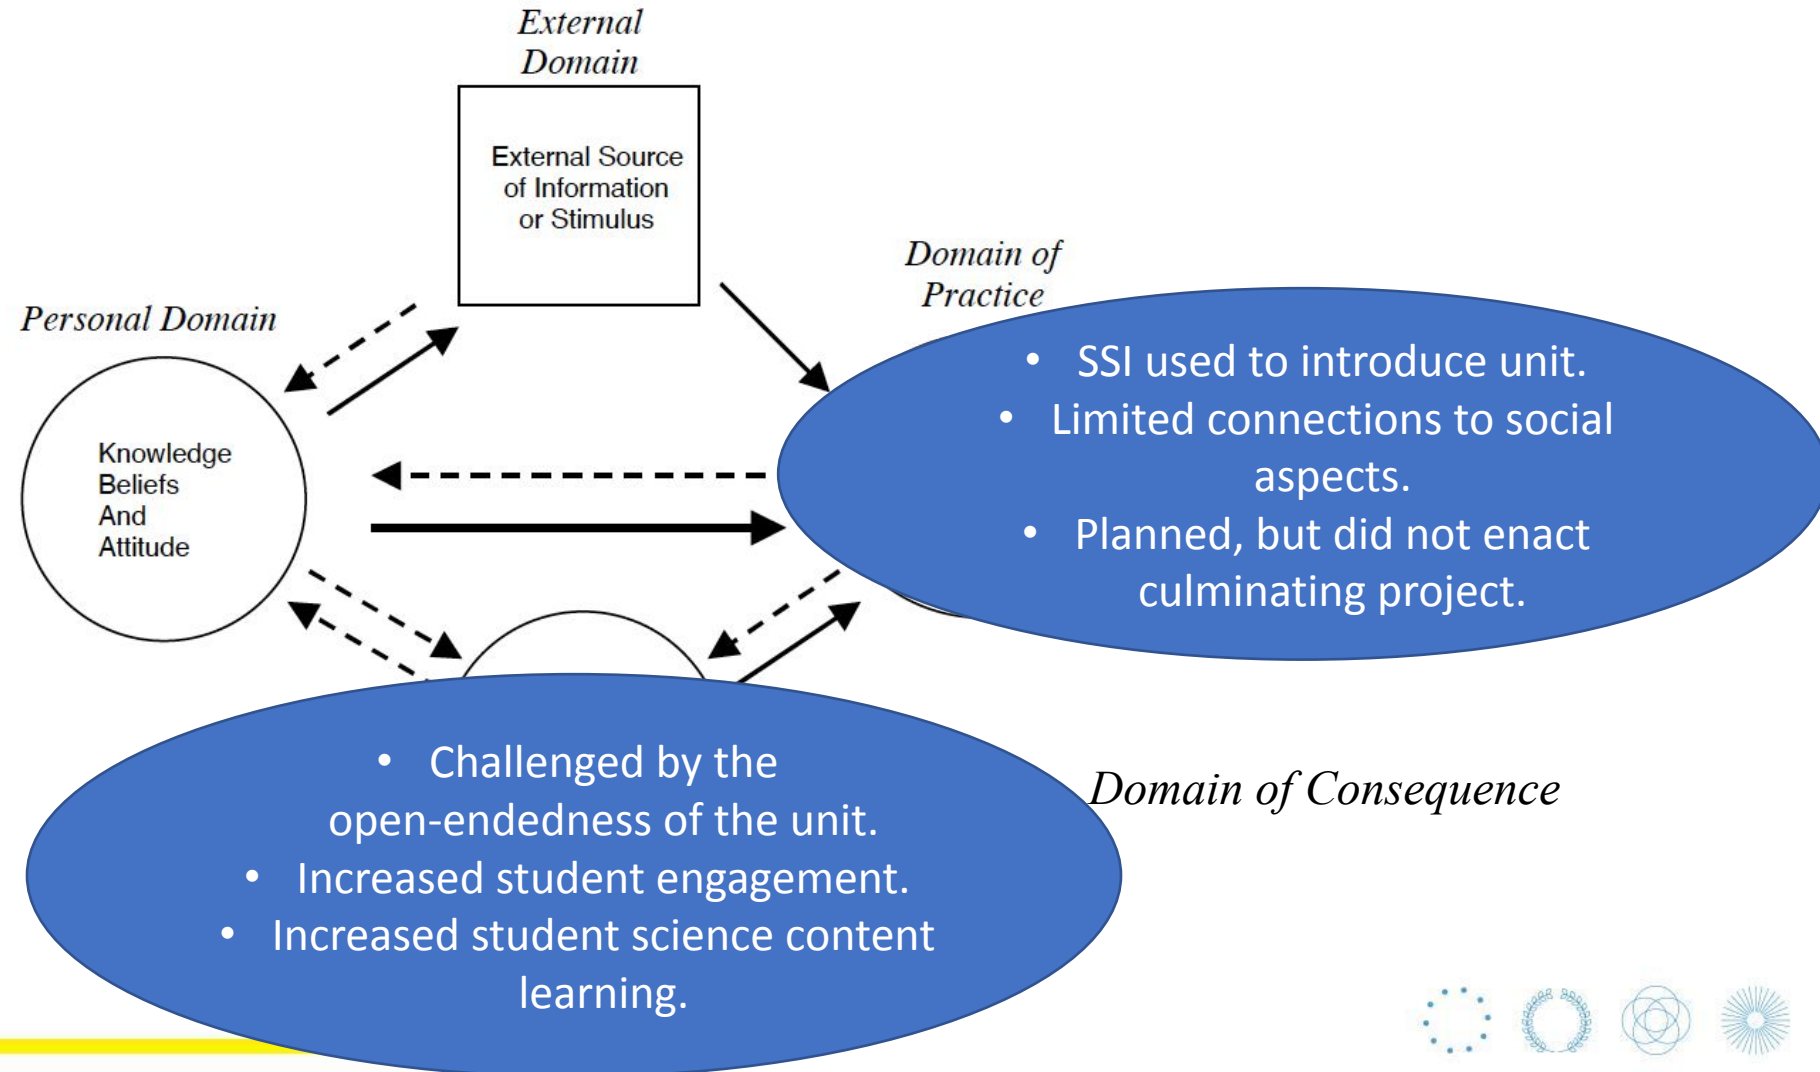 External
Domain
External Source
of Information
or Stimulus
Domain of
Practice
Personal Domain
Knowledge
Beliefs
And
Attitude
• SSI used to introduce unit.
• Limited connections to social
aspects.
• Planned, but did not enact
culminating project.
• Challenged by the
open-endedness of the unit.
• Increased student engagement.
• Increased student science content
learning.
Domain of Consequence